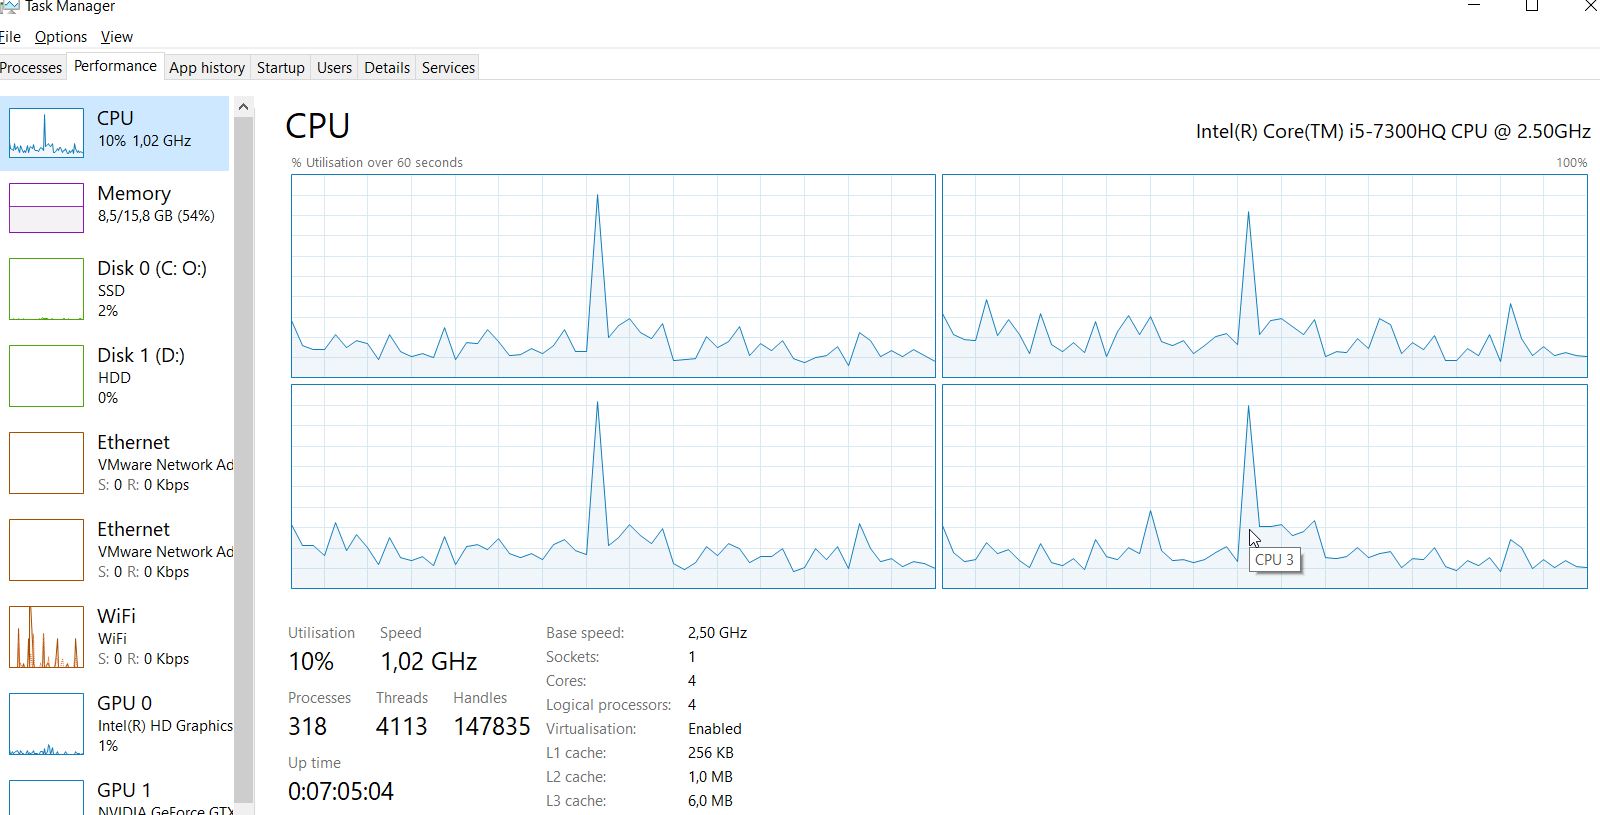 Task Manager
File Options View
Processes Performance App history Startup Users Details Services
CPU
10% 1,02 GHz
Memory
8,5/15,8 GB (54%)
Disk 0 (C: O:)
SSD
2%
Disk 1 (D:)
HDD
0%
Ethernet
VMware Network Ad
S: 0 R: 0 Kbps
Ethernet
VMware Network Ad
S: 0 R: 0 Kbps
WiFi
WiFi
S: 0 R: 0 Kbps
GPU 0
Intel(R) HD Graphics
1%
GPU 1
NVIDIA GeForce GTX
CPU
Intel(R) Core(TM) i5-7300HQ CPU @ 2.50GHz
% Utilisation over 60 seconds
100%
CPU 3
Utilisation Speed
10% 1,02 GHz
Processes Threads Handles
318 4113 147835
Up time
0:07:05:04
Base speed: 2,50 GHz
Sockets: 1
Cores: 4
Logical processors: 4
Virtualisation: Enabled
L1 cache: 256 KB
L2 cache: 1,0 MB
L3 cache: 6,0 MB